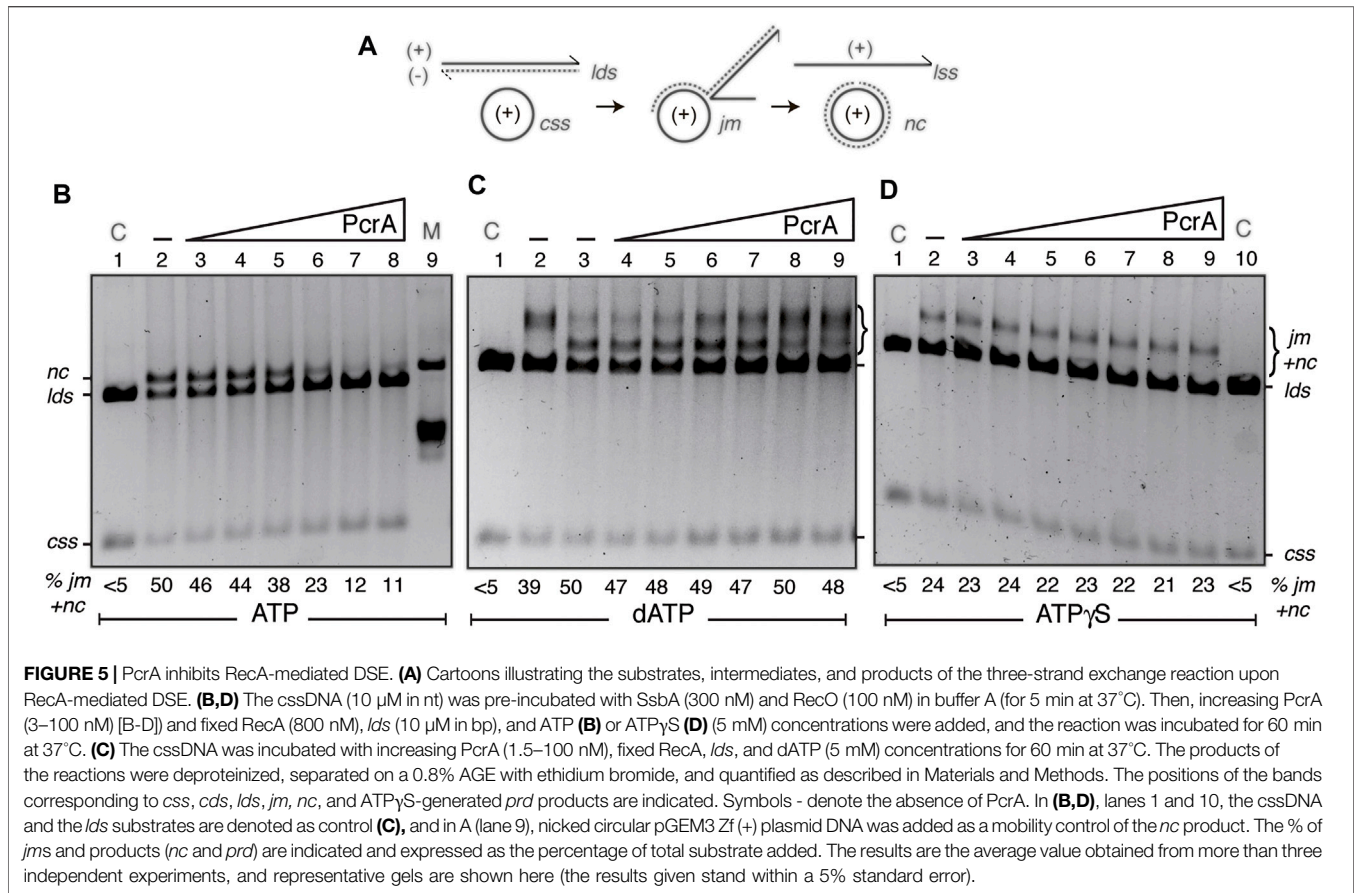 A
(+)
(-)
lds
(+)
css
(+)
jm
(+)
lss
(+)
nc
B
PcrA
C – M
1 2 3 4 5 6 7 8 9
nc
lds
css
% jm
+nc
<5 50 46 44 38 23 12 11
ATP
C
PcrA
C – –
1 2 3 4 5 6 7 8 9
<5 39 50 47 48 49 47 50 48
dATP
D
PcrA
C – C
1 2 3 4 5 6 7 8 9 10
jm
+nc
lds
css
<5 24 23 24 22 23 22 21 23 <5
% jm
+nc
ATPγS
FIGURE 5 | PcrA inhibits RecA-mediated DSE. (A) Cartoons illustrating the substrates, intermediates, and products of the three-strand exchange reaction upon
RecA-mediated DSE. (B,D) The cssDNA (10 µM in nt) was pre-incubated with SsbA (300 nM) and RecO (100 nM) in buffer A (for 5 min at 37˚C). Then, increasing PcrA
(3–100 nM) [B-D]) and fixed RecA (800 nM), lds (10 µM in bp), and ATP (B) or ATPγS (D) (5 mM) concentrations were added, and the reaction was incubated for 60 min
at 37˚C. (C) The cssDNA was incubated with increasing PcrA (1.5–100 nM), fixed RecA, lds, and dATP (5 mM) concentrations for 60 min at 37˚C. The products of
the reactions were deproteinized, separated on a 0.8% AGE with ethidium bromide, and quantified as described in Materials and Methods. The positions of the bands
corresponding to css, cds, lds, jm, nc, and ATPγS-generated prd products are indicated. Symbols - denote the absence of PcrA. In (B,D), lanes 1 and 10, the cssDNA
and the lds substrates are denoted as control (C), and in A (lane 9), nicked circular pGEM3 Zf (+) plasmid DNA was added as a mobility control of the nc product. The % of
jms and products (nc and prd) are indicated and expressed as the percentage of total substrate added. The results are the average value obtained from more than three
independent experiments, and representative gels are shown here (the results given stand within a 5% standard error).